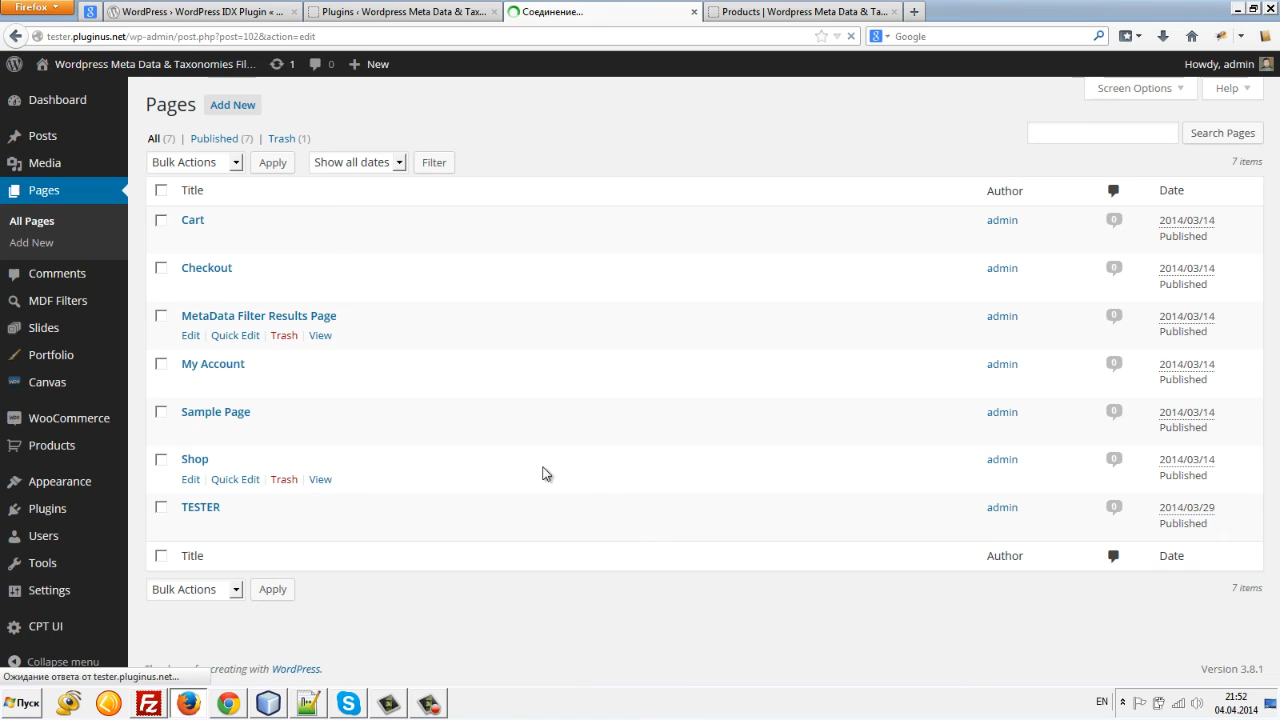 Firefox
WordPress › WordPress IDX Plugin « ...
Plugins ‹ Wordpress Meta Data & Tax...
Соединение...
Products | Wordpress Meta Data & Ta...
tester.pluginus.net/wp-admin/post.php?post=102&action=edit
Google
Wordpress Meta Data & Taxonomies Fil...
1
0
New
Howdy, admin
Dashboard
Posts
Media
Pages
All Pages
Add New
Comments
MDF Filters
Slides
Portfolio
Canvas
WooCommerce
Products
Appearance
Plugins
Users
Tools
Settings
CPT UI
Collapse menu
Pages Add New
Screen Options
Help
All (7) | Published (7) | Trash (1)
Search Pages
Bulk Actions Apply Show all dates Filter
7 items
Title Author Date
Cart admin 0 2014/03/14
Published
Checkout admin 0 2014/03/14
Published
MetaData Filter Results Page admin 0 2014/03/14
Edit | Quick Edit | Trash | View Published
My Account admin 0 2014/03/14
Published
Sample Page admin 0 2014/03/14
Published
Shop admin 0 2014/03/14
Edit | Quick Edit | Trash | View Published
TESTER admin 0 2014/03/29
Published
Title Author Date
Bulk Actions Apply
7 items
creating with WordPress.
Version 3.8.1
Ожидание ответа от tester.pluginus.net...
Пуск
EN
21:52
04.04.2014